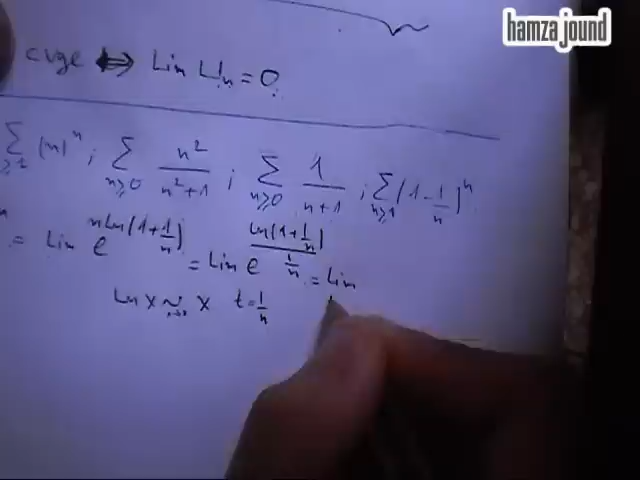 hamza jound
cvge ⇔ Lim Un = 0
∑ n≥1 (n)^n ; ∑ n≥0 n²/(n²+1) ; ∑ n≥0 1/(n+1) ; ∑ n≥1 (1-1/n)^n
= Lim e^(n Ln(1+1/n)) = Lim e^(Ln(1+1/n)/(1/n)) = Lim
Ln x ~ x t = 1/n